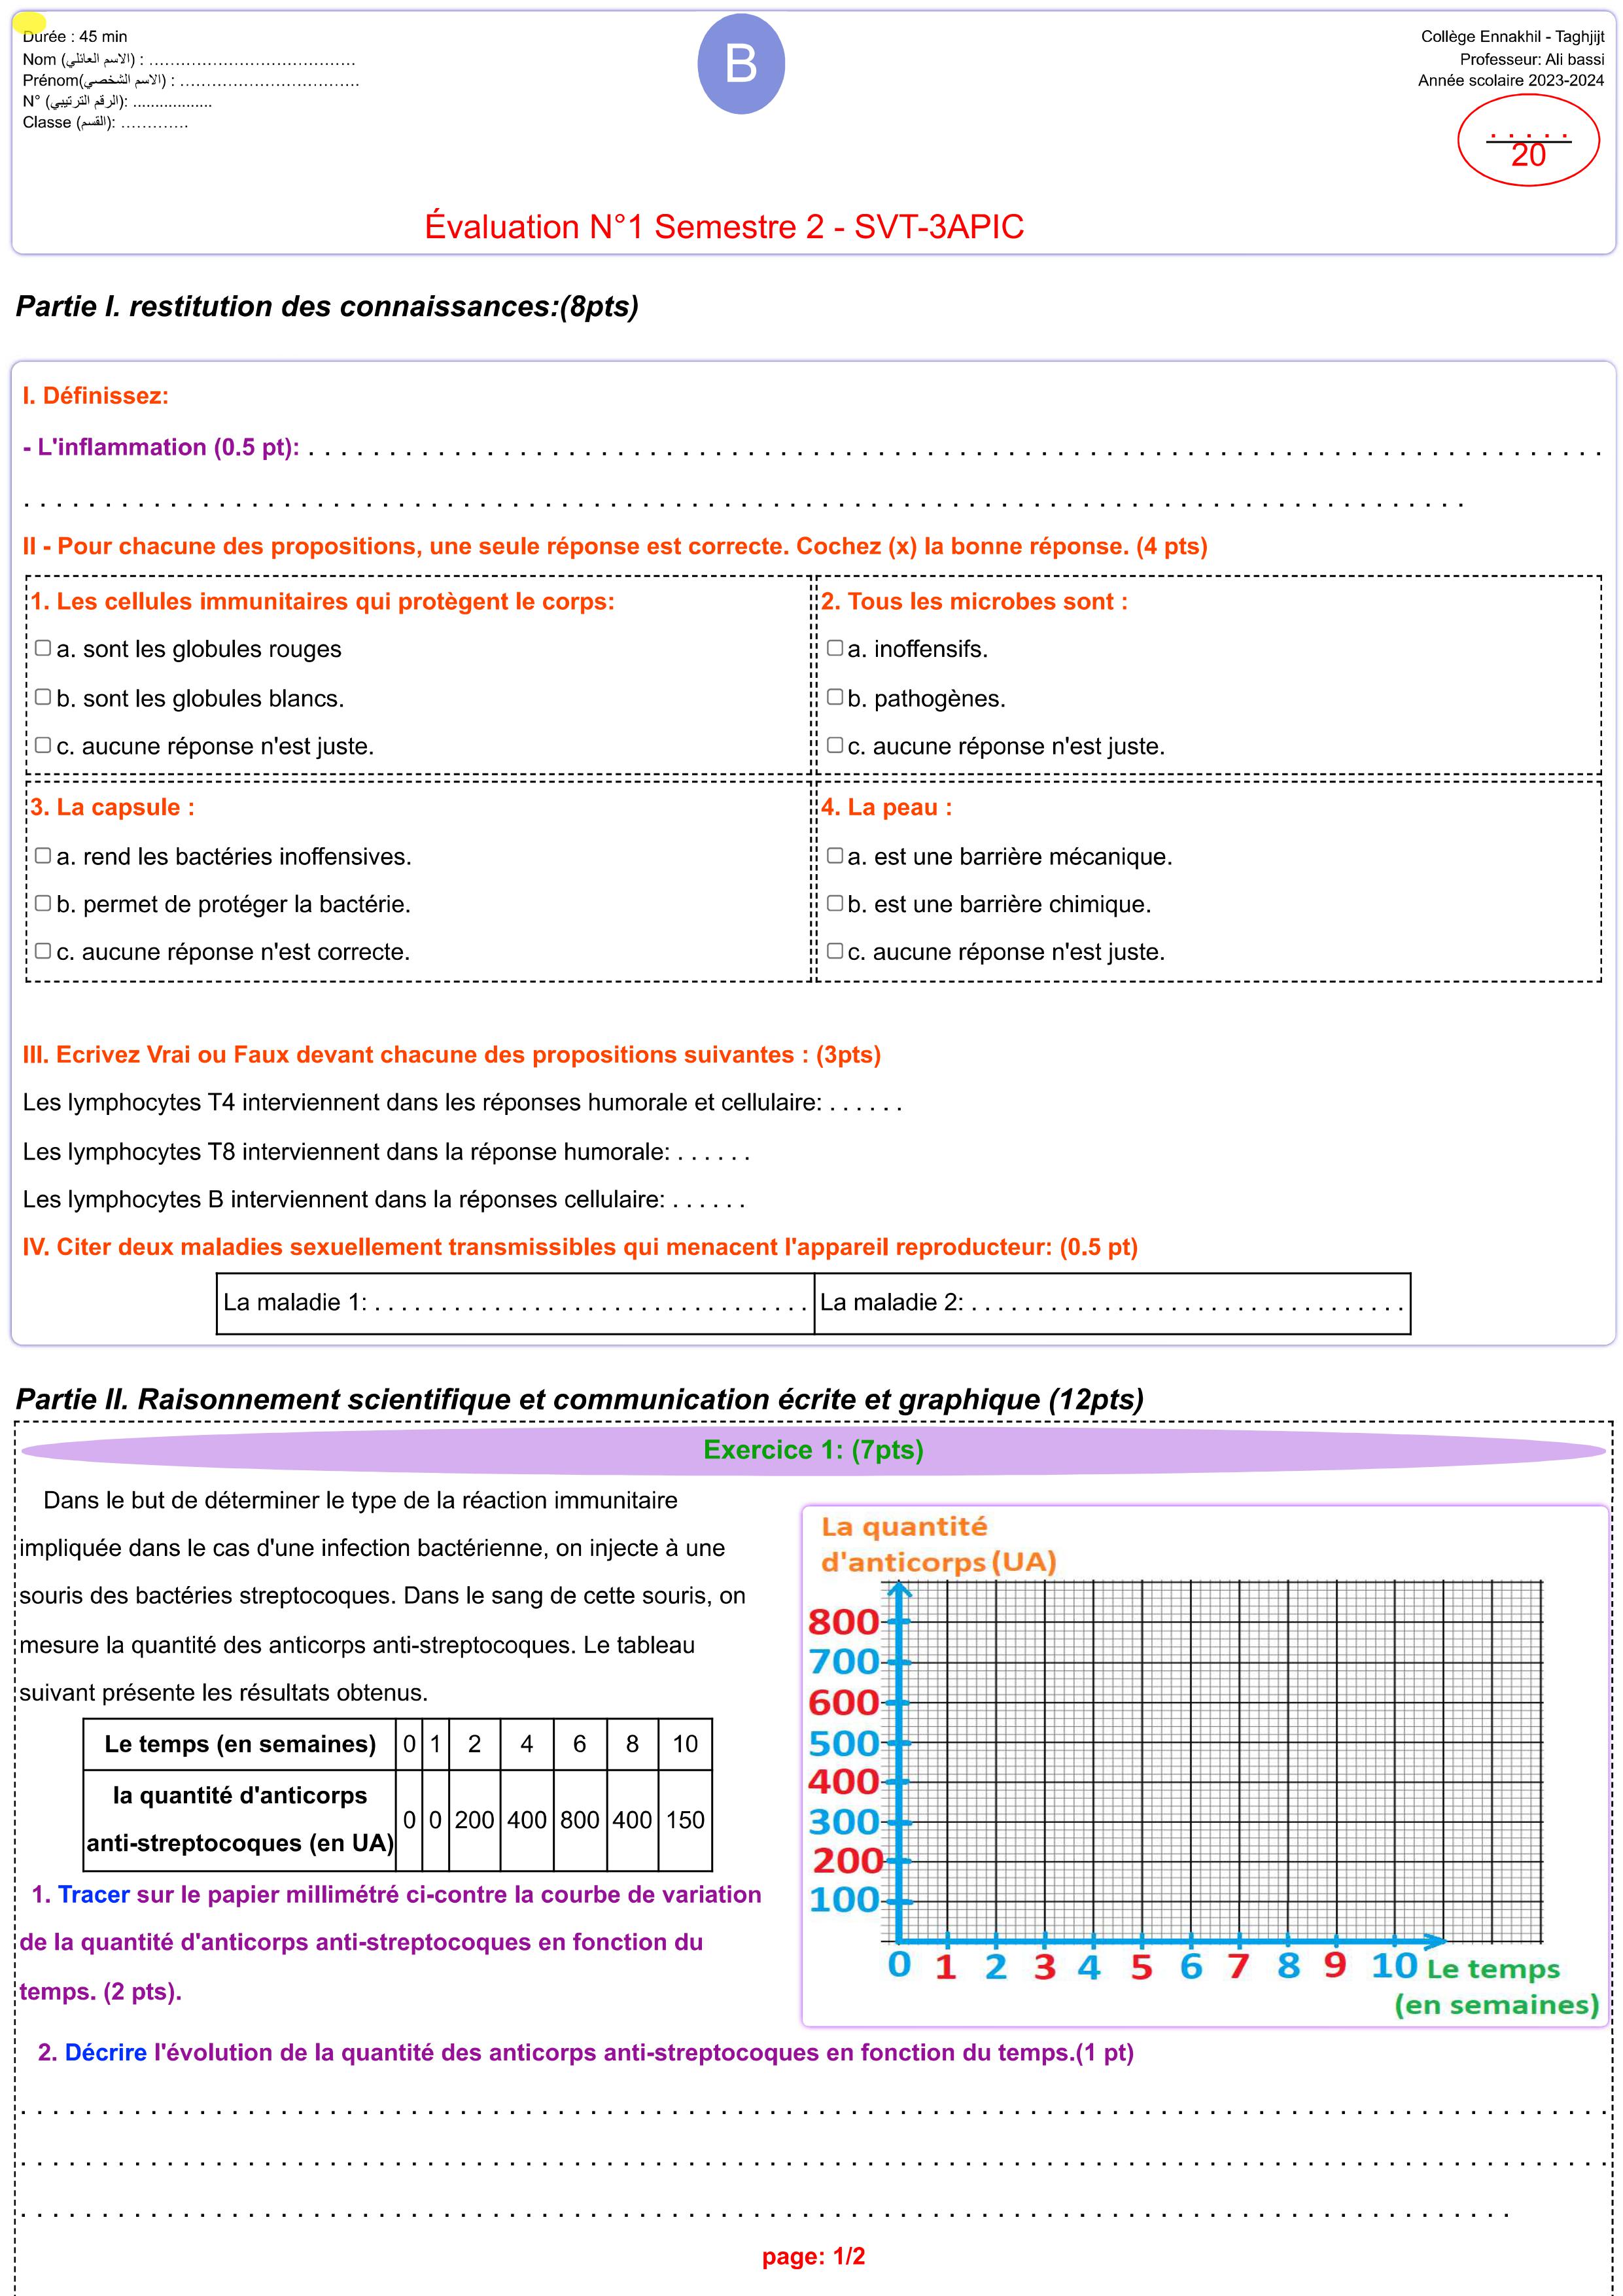 Durée : 45 min
Nom (الاسم العائلي) : .......................................
Prénom(الاسم الشخصي) : ..................................
N° (الرقم الترتيبي): ..................
Classe (القسم): .............
B
Collège Ennakhil - Taghjijt
Professeur: Ali bassi
Année scolaire 2023-2024
. . . . .
20
Évaluation N°1 Semestre 2 - SVT-3APIC
Partie I. restitution des connaissances:(8pts)
I. Définissez:
- L'inflammation (0.5 pt): . . . . . . . . . . . . . . . . . . . . . . . . . . . . . . . . . . . . . . . .
. . . . . . . . . . . . . . . . . . . . . . . . . . . . . . . . . . . . . . . .
II - Pour chacune des propositions, une seule réponse est correcte. Cochez (x) la bonne réponse. (4 pts)
1. Les cellules immunitaires qui protègent le corps:
a. sont les globules rouges
b. sont les globules blancs.
c. aucune réponse n'est juste.
2. Tous les microbes sont :
a. inoffensifs.
b. pathogènes.
c. aucune réponse n'est juste.
3. La capsule :
a. rend les bactéries inoffensives.
b. permet de protéger la bactérie.
c. aucune réponse n'est correcte.
4. La peau :
a. est une barrière mécanique.
b. est une barrière chimique.
c. aucune réponse n'est juste.
III. Ecrivez Vrai ou Faux devant chacune des propositions suivantes : (3pts)
Les lymphocytes T4 interviennent dans les réponses humorale et cellulaire: . . . . . .
Les lymphocytes T8 interviennent dans la réponse humorale: . . . . . .
Les lymphocytes B interviennent dans la réponses cellulaire: . . . . . .
IV. Citer deux maladies sexuellement transmissibles qui menacent l'appareil reproducteur: (0.5 pt)
La maladie 1: . . . . . . . . . . . . . . . . . . . . . . . . . . . . . . . . . La maladie 2: . . . . . . . . . . . . . . . . . . . . . . . . . . . . . . . . .
Partie II. Raisonnement scientifique et communication écrite et graphique (12pts)
Exercice 1: (7pts)
Dans le but de déterminer le type de la réaction immunitaire
impliquée dans le cas d'une infection bactérienne, on injecte à une
souris des bactéries streptocoques. Dans le sang de cette souris, on
mesure la quantité des anticorps anti-streptocoques. Le tableau
suivant présente les résultats obtenus.
Le temps (en semaines) 0 1 2 4 6 8 10
la quantité d'anticorps
anti-streptocoques (en UA) 0 0 200 400 800 400 150
1. Tracer sur le papier millimétré ci-contre la courbe de variation
de la quantité d'anticorps anti-streptocoques en fonction du
temps. (2 pts).
La quantité
d'anticorps (UA)
800
700
600
500
400
300
200
100
0 1 2 3 4 5 6 7 8 9 10 Le temps
(en semaines)
2. Décrire l'évolution de la quantité des anticorps anti-streptocoques en fonction du temps.(1 pt)
. . . . . . . . . . . . . . . . . . . . . . . . . . . . . . . . . . . . . . . .
. . . . . . . . . . . . . . . . . . . . . . . . . . . . . . . . . . . . . . . .
. . . . . . . . . . . . . . . . . . . . . . . . . . . . . . . . . . . . . . . .
page: 1/2